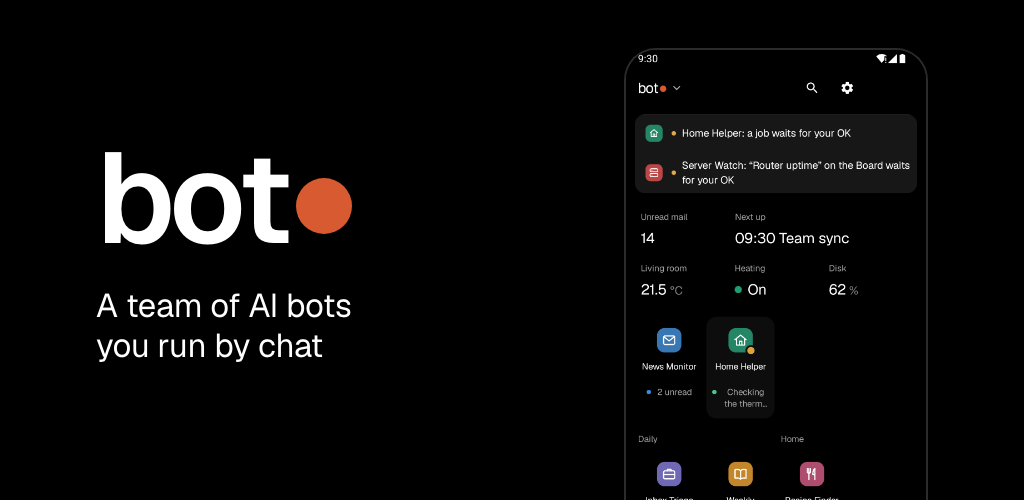 bot
A team of AI bots
you run by chat
9:30
bot
Home Helper: a job waits for your OK
Server Watch: “Router uptime” on the Board waits
for your OK
Unread mail
Next up
14
09:30 Team sync
Living room
Heating
Disk
21.5 °C
On
62 %
News Monitor
Home Helper
2 unread
Checking
the therm…
Daily
Home